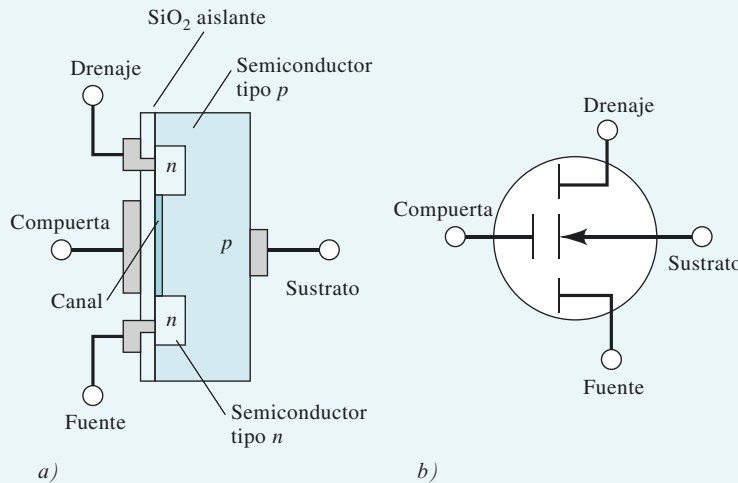 SiO₂ aislante
Drenaje
Semiconductor
tipo p
n
Compuerta
p
Canal
Sustrato
n
Fuente
Semiconductor
tipo n
a)
Drenaje
Compuerta
Sustrato
Fuente
b)